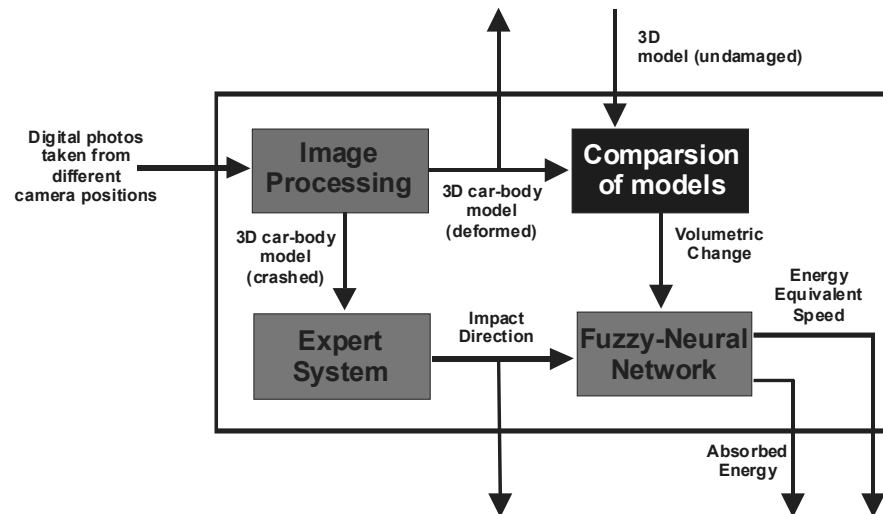 3D
model (undamaged)
Digital photos
taken from
different
camera positions
Image
Processing
Comparsion
of models
3D car-body
model
(deformed)
3D car-body
model
(crashed)
Volumetric
Change
Energy
Equivalent
Speed
Impact
Direction
Expert
System
Fuzzy-Neural
Network
Absorbed
Energy